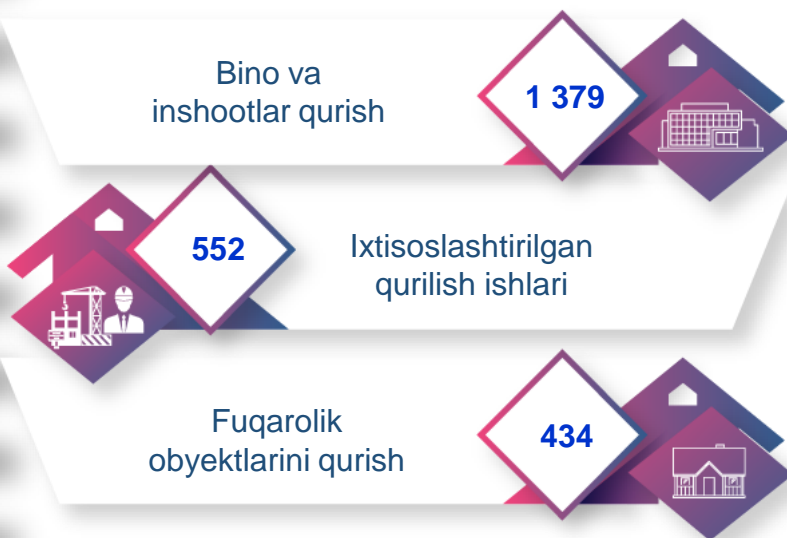 Bino va
inshootlar qurish
1 379
552
Ixtisoslashtirilgan
qurilish ishlari
Fuqarolik
obyektlarini qurish
434